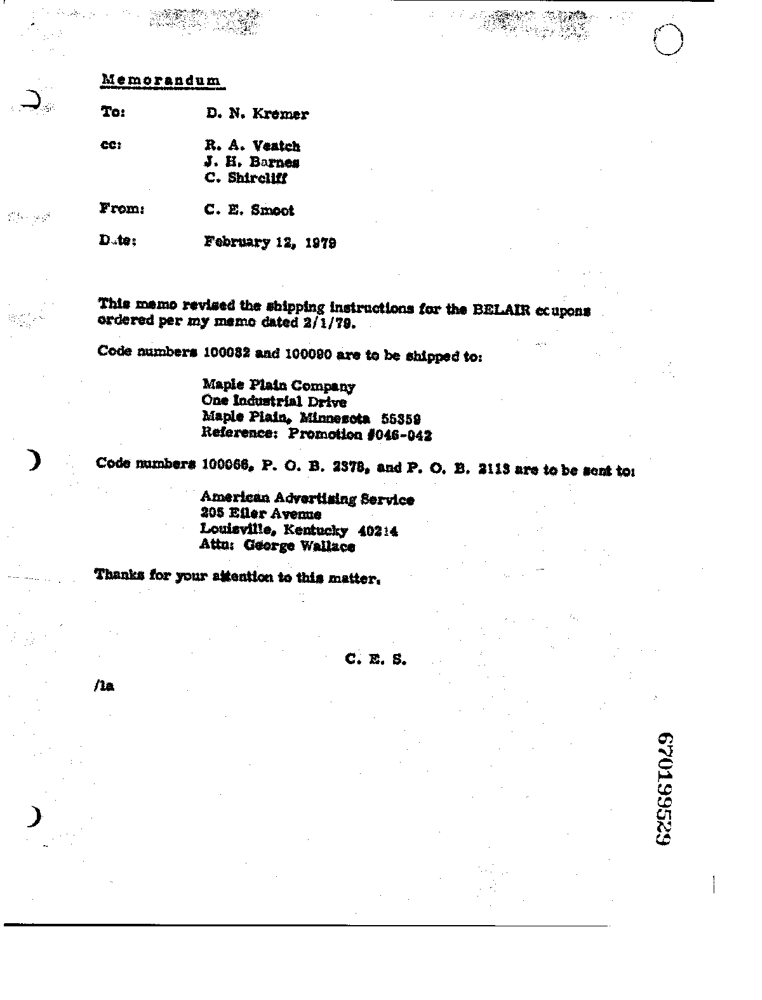 Memorandum
To: D. N. Kremer
cc: R. A. Veatch
J. H. Barnes
C. Shircliff
From: C. E. Smoot
Date: February 12, 1979
This memo revised the shipping instructions for the BELAIR coupons
ordered per my memo dated 2/1/79.
Code numbers 100082 and 100090 are to be shipped to:
Maple Plain Company
One Industrial Drive
Maple Plain, Minnesota 55359
Reference: Promotion #046-042
Code numbers 100066, P. O. B. 2378, and P. O. B. 2113 are to be sent to:
American Advertising Service
205 Eiler Avenue
Louisville, Kentucky 40214
Attn: George Wallace
Thanks for your attention to this matter.
C. E. S.
/la
670199529